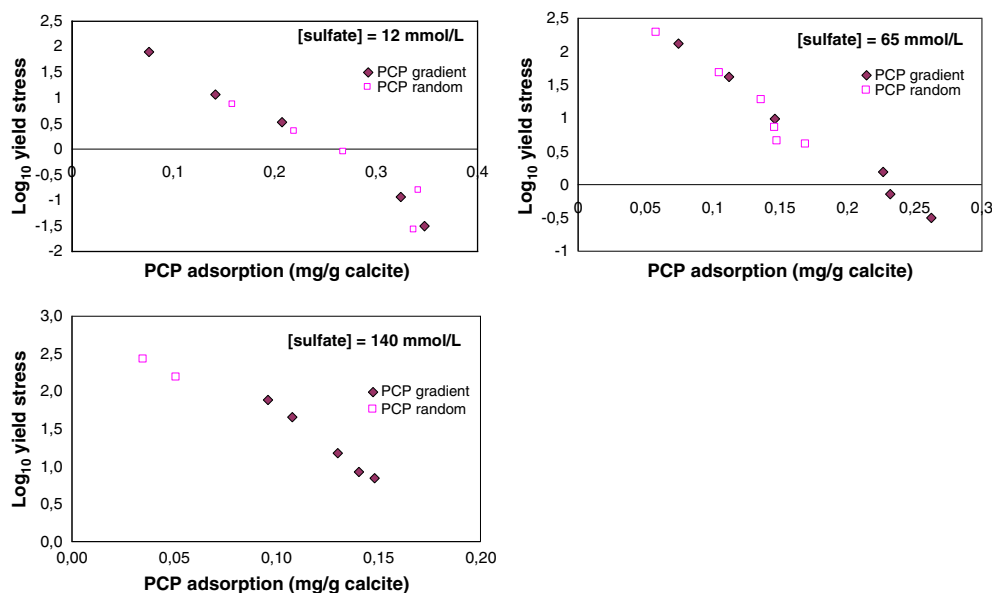 [sulfate] = 12 mmol/L
PCP gradient
PCP random
Log10 yield stress
2,5
2
1,5
1
0,5
0
-0,5
-1
-1,5
-2
0 0,1 0,2 0,3 0,4
PCP adsorption (mg/g calcite)
[sulfate] = 65 mmol/L
PCP gradient
PCP random
Log10 yield stress
2,5
2
1,5
1
0,5
0
-0,5
-1
0 0,05 0,1 0,15 0,2 0,25 0,3
PCP adsorption (mg/g calcite)
[sulfate] = 140 mmol/L
PCP gradient
PCP random
Log10 yield stress
3,0
2,5
2,0
1,5
1,0
0,5
0,0
0,00 0,05 0,10 0,15 0,20
PCP adsorption (mg/g calcite)